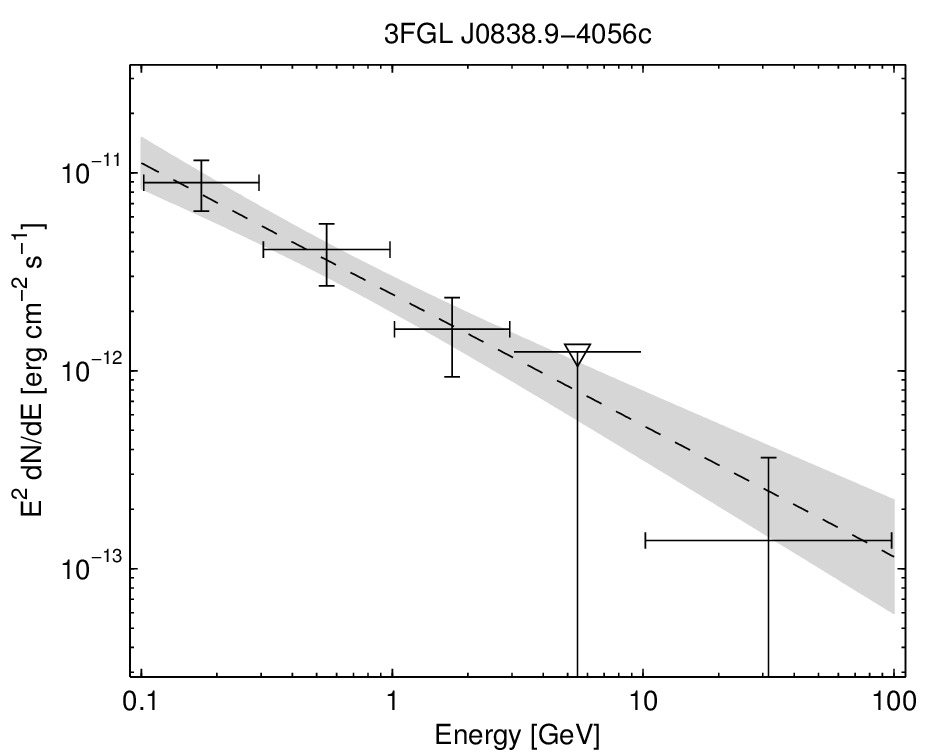 3FGL J0838.9−4056c
E² dN/dE [erg cm⁻² s⁻¹]
10⁻¹¹
10⁻¹²
10⁻¹³
0.1 1 10 100
Energy [GeV]